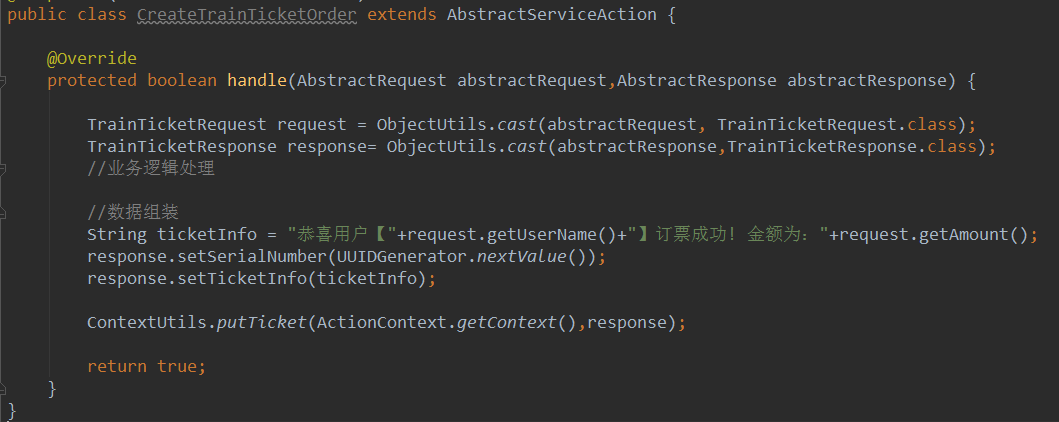 public class CreateTrainTicketOrder extends AbstractServiceAction {
@Override
protected boolean handle(AbstractRequest abstractRequest,AbstractResponse abstractResponse) {
TrainTicketRequest request = ObjectUtils.cast(abstractRequest, TrainTicketRequest.class);
TrainTicketResponse response= ObjectUtils.cast(abstractResponse,TrainTicketResponse.class);
//业务逻辑处理
//数据组装
String ticketInfo = "恭喜用户【"+request.getUserName()+"】订票成功! 金额为："+request.getAmount();
response.setSerialNumber(UUIDGenerator.nextValue());
response.setTicketInfo(ticketInfo);
ContextUtils.putTicket(ActionContext.getContext(),response);
return true;
}
}